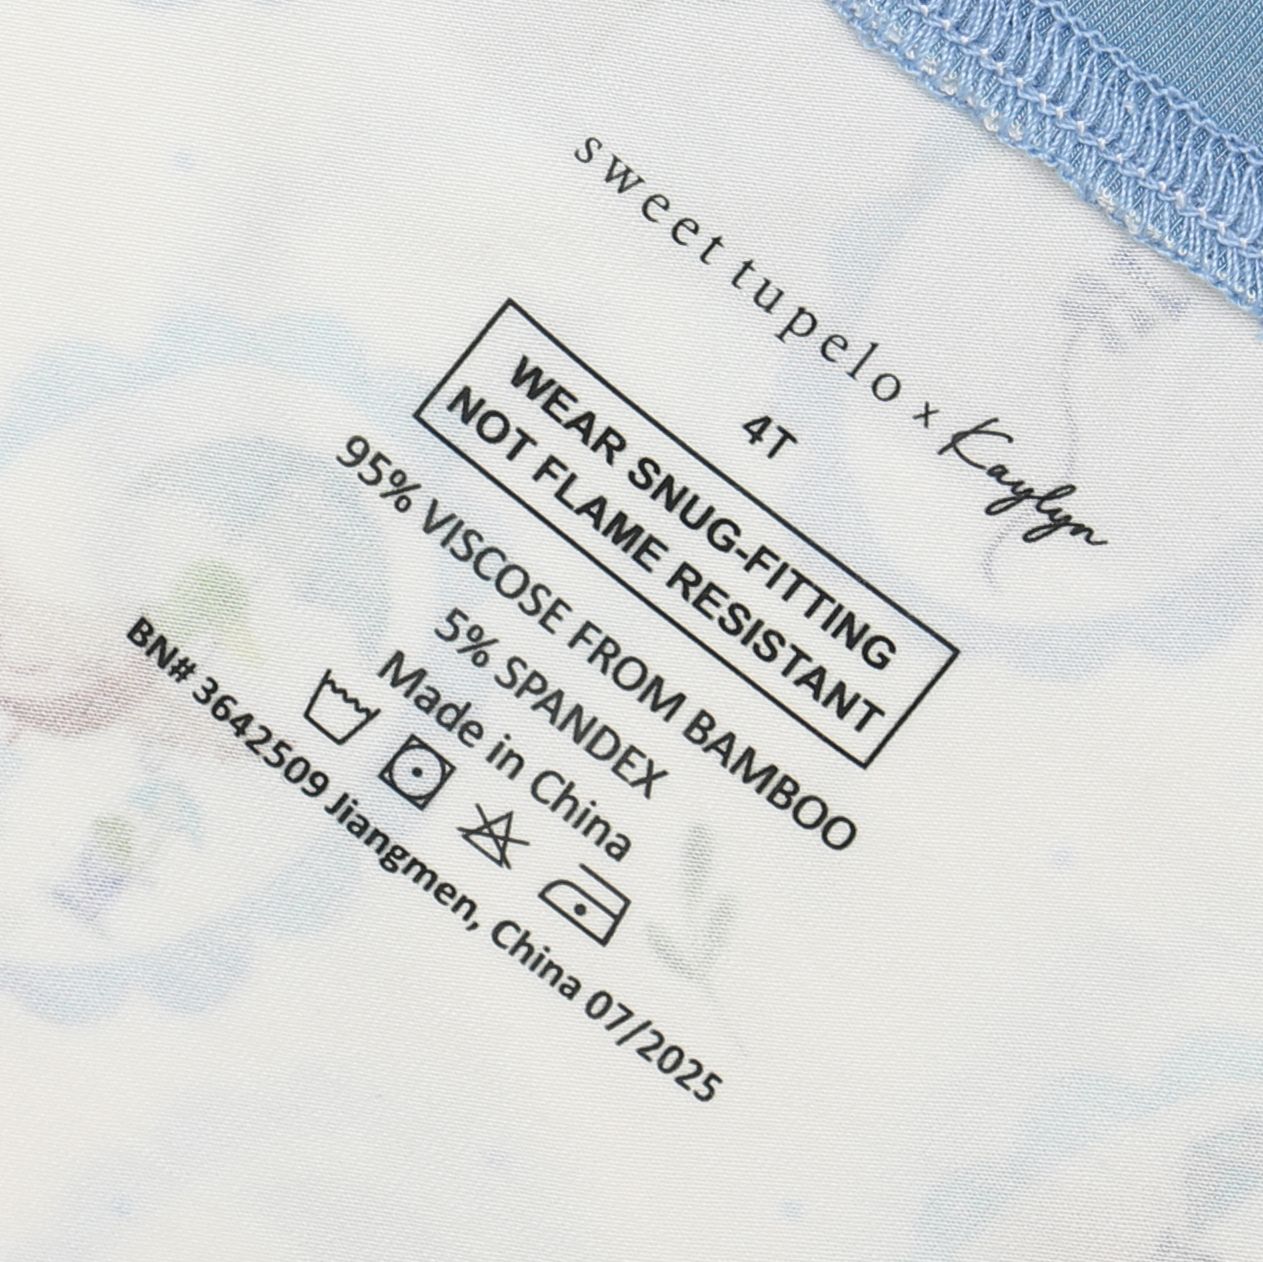 sweet tupelo x Kaylyn
4T
WEAR SNUG-FITTING
NOT FLAME RESISTANT
95% VISCOSE FROM BAMBOO
5% SPANDEX
Made in China
BN# 3642509 Jiangmen, China 07/2025